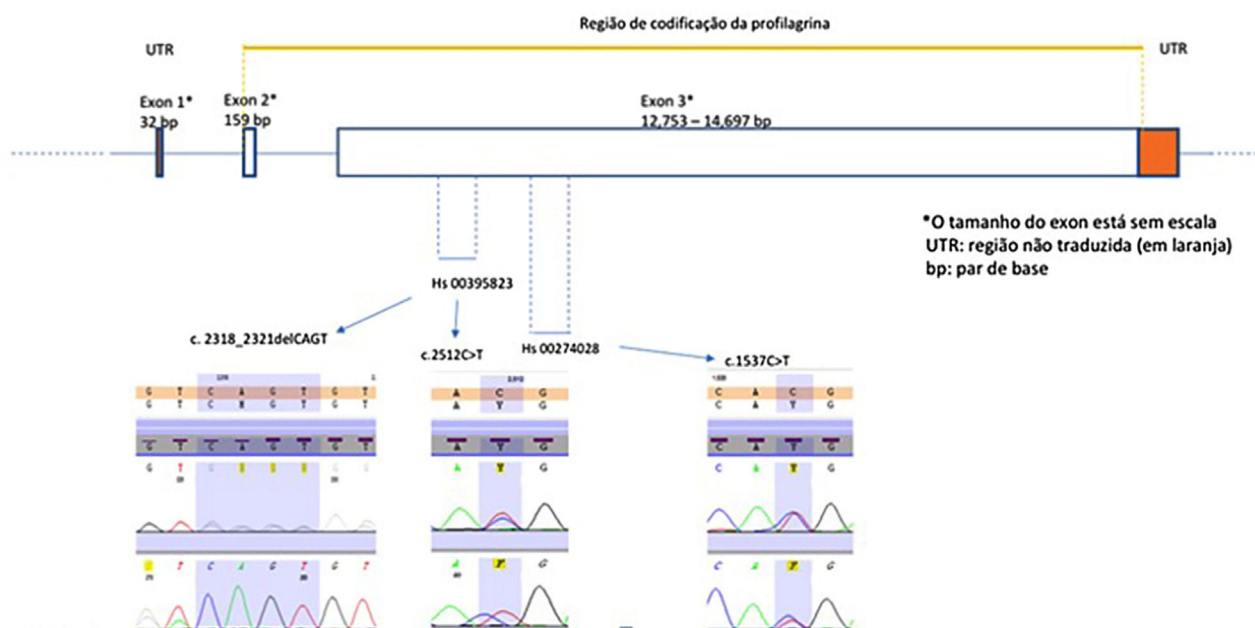 Região de codificação da profilagrina
UTR
UTR
Exon 1*
32 bp
Exon 2*
159 bp
Exon 3*
12,753 – 14,697 bp
*O tamanho do exon está sem escala
UTR: região não traduzida (em laranja)
bp: par de base
Hs 00395823
Hs 00274028
c. 2318_2321delCAGT
c.2512C>T
c.1537C>T
G T C A G T G T
G T C M G T G T
G T C A G T G T
T C A G T G T
A C G
A Y G
A Y G
A Y G
A Y G
C A C G
C A Y G
C A Y G
C A Y G
C A Y G